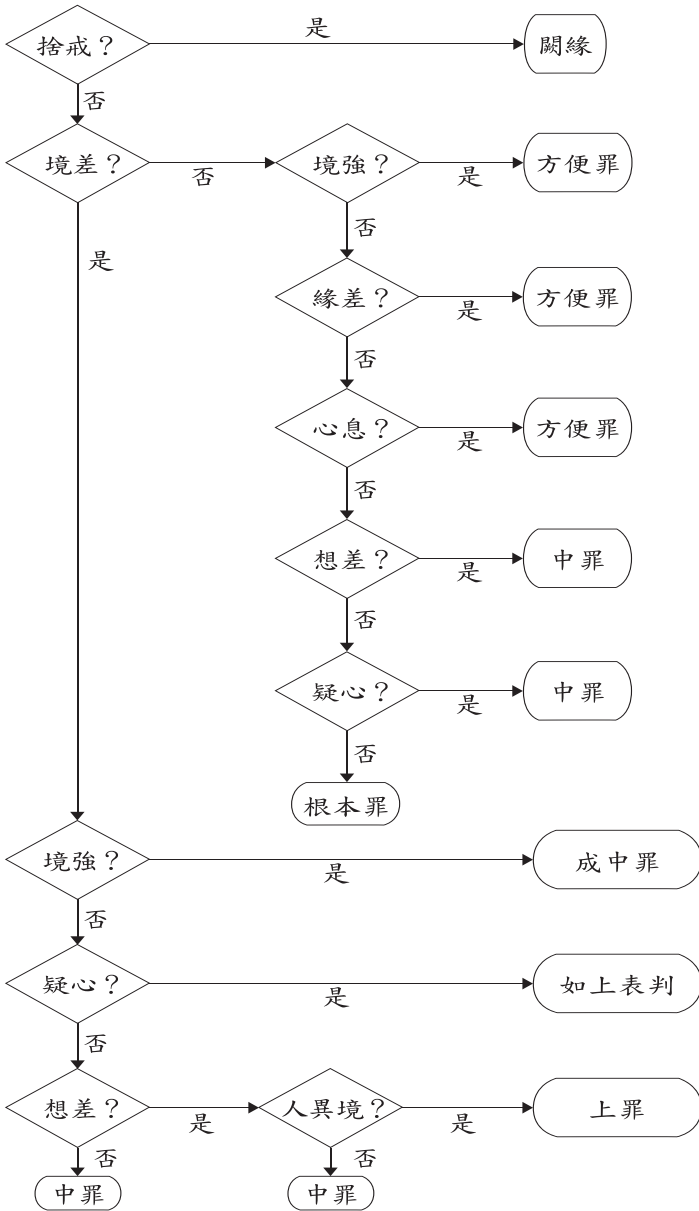 捨戒？
是
闕緣
否
境差？
否
境強？
是
方便罪
是
否
緣差？
是
方便罪
否
心息？
是
方便罪
否
想差？
是
中罪
否
疑心？
是
中罪
否
根本罪
境強？
是
成中罪
否
疑心？
是
如上表判
否
想差？
是
人異境？
是
上罪
否
否
中罪
中罪